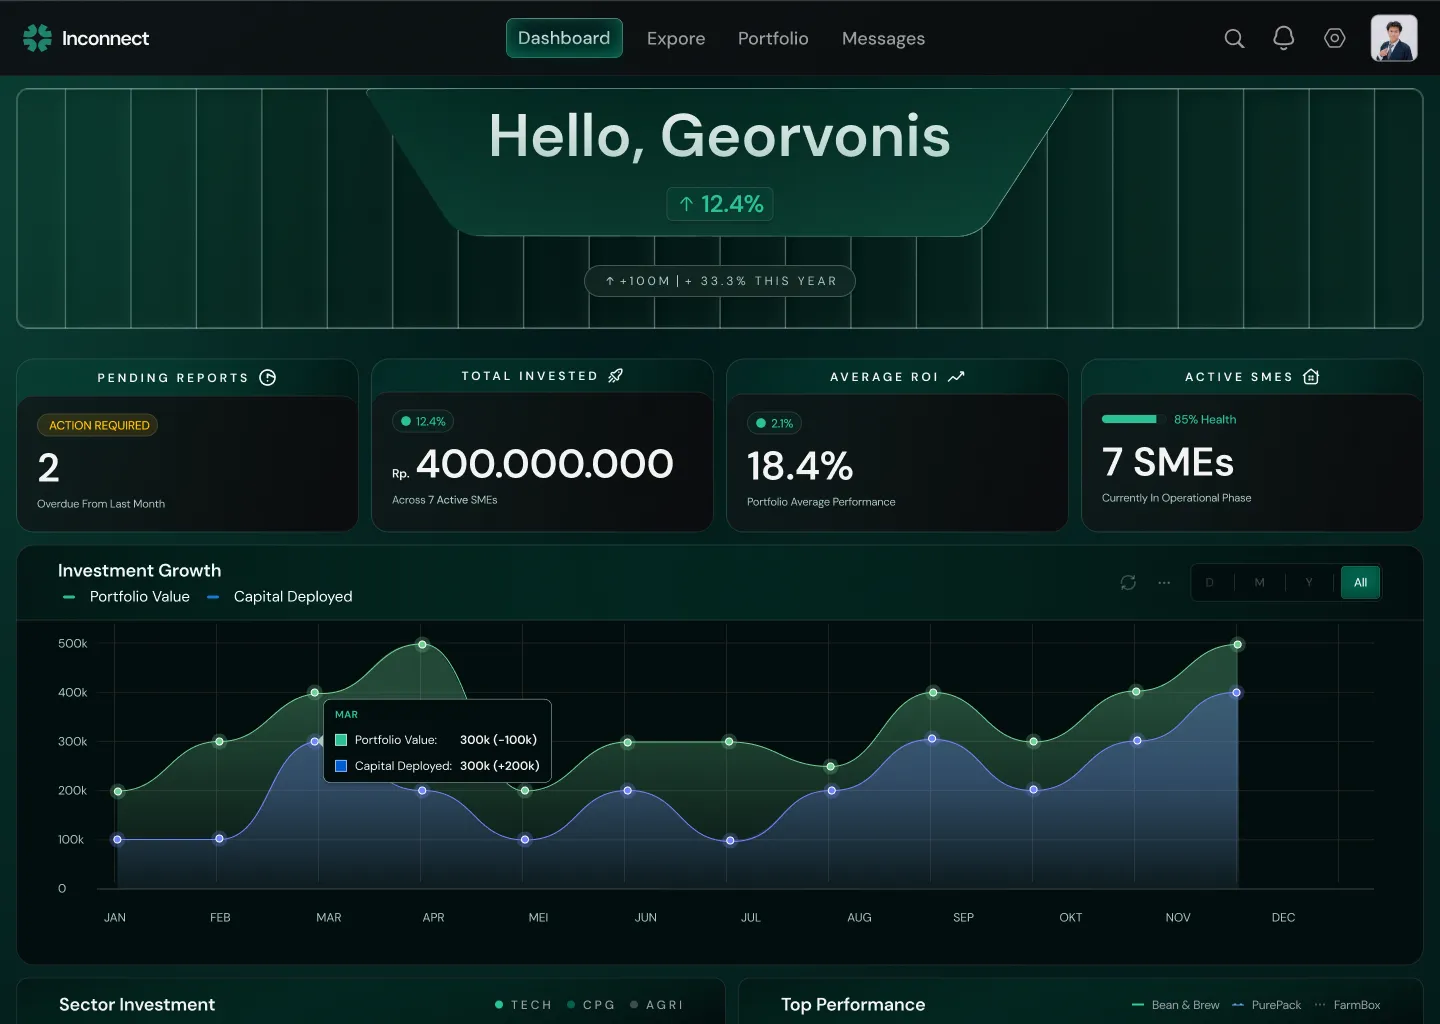 Inconnect
Dashboard
Expore
Portfolio
Messages
Hello, Georvonis
↑ 12.4%
↑ +100M | + 33.3% THIS YEAR
PENDING REPORTS
ACTION REQUIRED
2
Overdue From Last Month
TOTAL INVESTED
12.4%
Rp. 400.000.000
Across 7 Active SMEs
AVERAGE ROI
2.1%
18.4%
Portfolio Average Performance
ACTIVE SMES
85% Health
7 SMEs
Currently In Operational Phase
Investment Growth
Portfolio Value
Capital Deployed
D
M
Y
All
500k
400k
300k
200k
100k
0
MAR
Portfolio Value: 300k (-100k)
Capital Deployed: 300k (+200k)
JAN
FEB
MAR
APR
MEI
JUN
JUL
AUG
SEP
OKT
NOV
DEC
Sector Investment
TECH
CPG
AGRI
Top Performance
Bean & Brew
PurePack
FarmBox